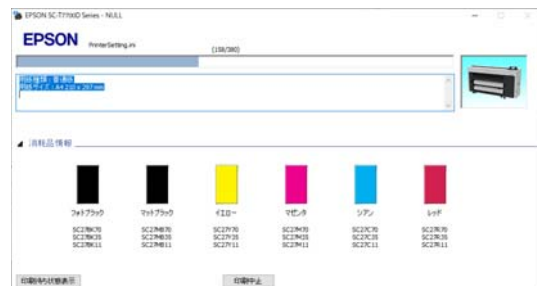 EPSON SC-T7700D Series - NULL
EPSON
PrinterSetting.ini
(158/380)
用紙種類 : 普通紙
用紙サイズ : A4 210 x 297 mm
消耗品情報
フォトブラック マットブラック イエロー マゼンタ シアン レッド
SC27BK70 SC27MB70 SC27Y70 SC27M70 SC27C70 SC27R70
SC27BK35 SC27MB35 SC27Y35 SC27M35 SC27C35 SC27R35
SC27BK11 SC27MB11 SC27Y11 SC27M11 SC27C11 SC27R11
印刷待ち状態表示 印刷中止